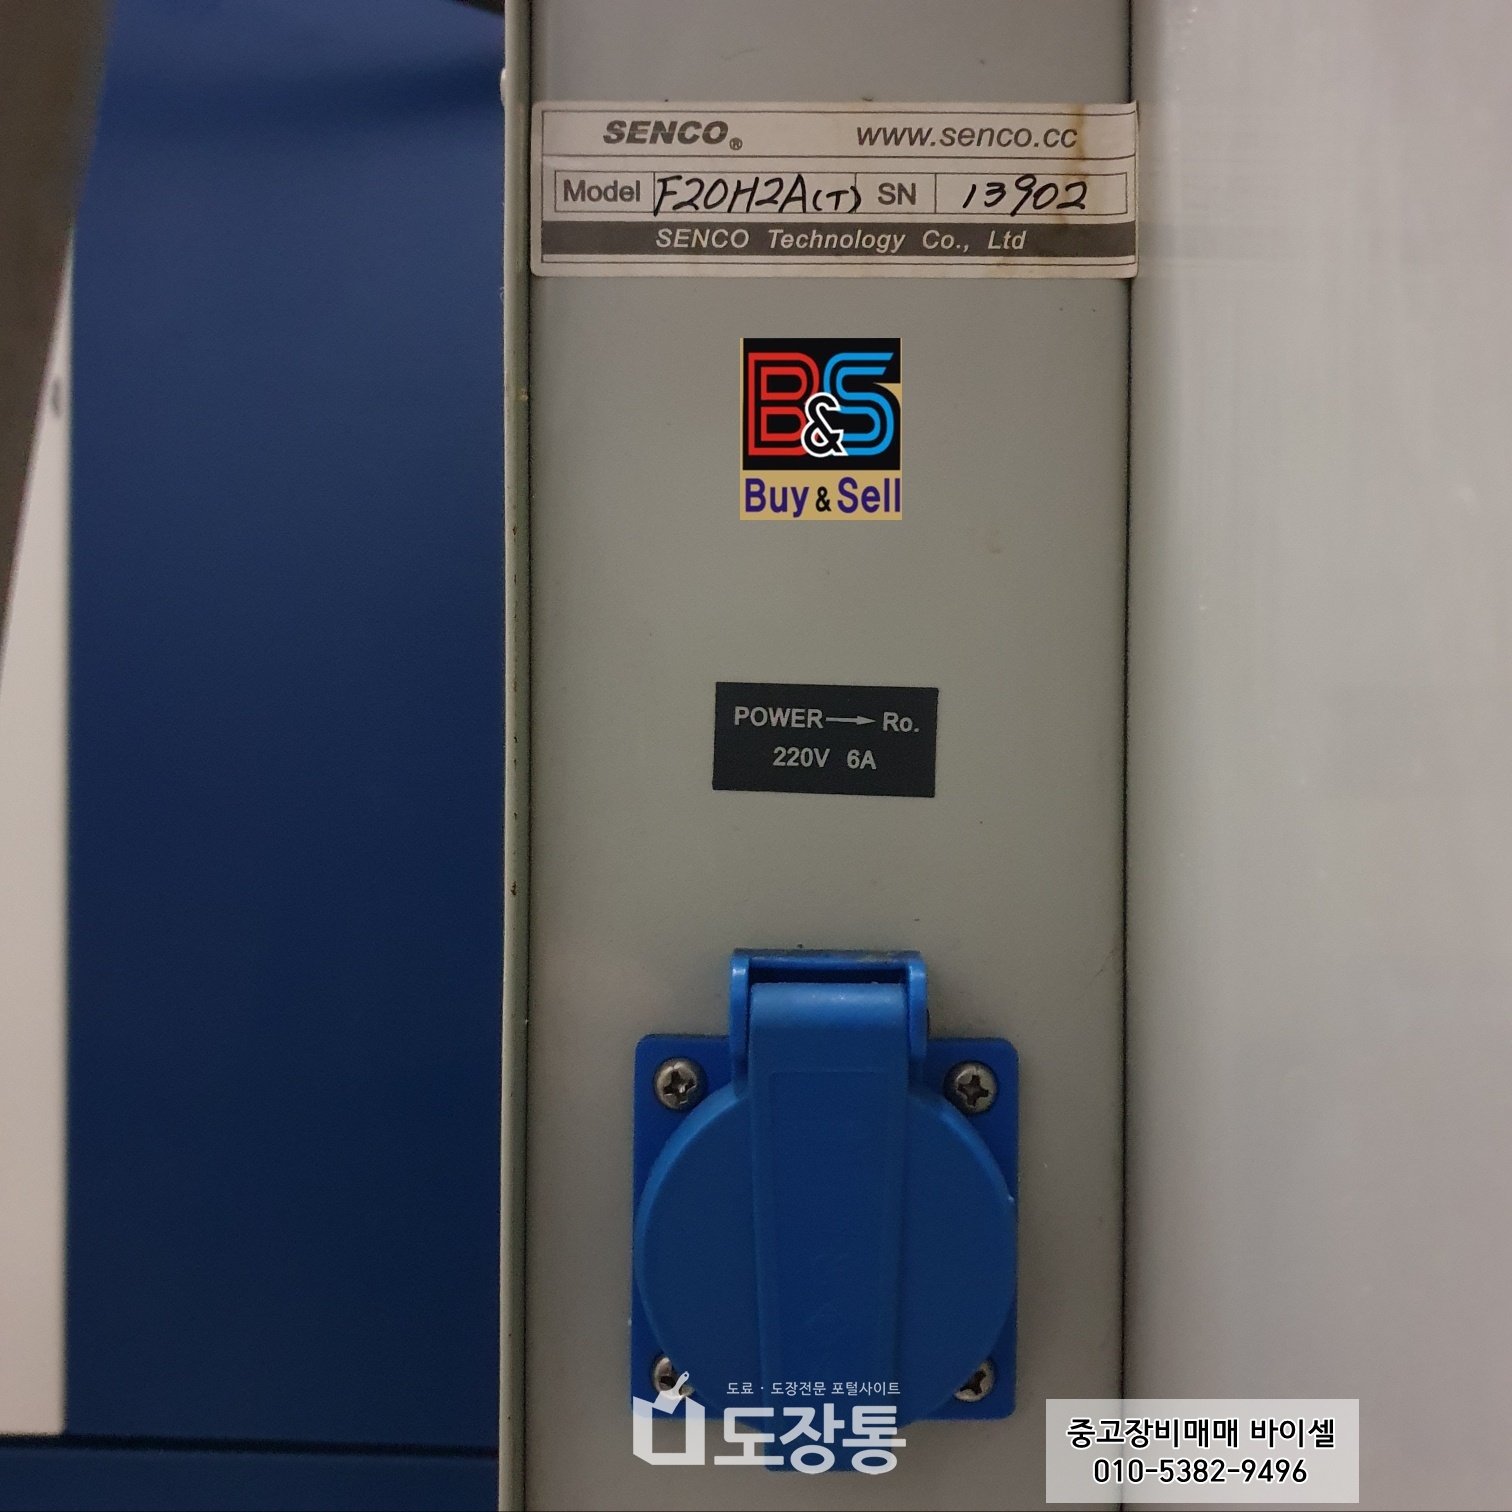 SENCO® www.senco.cc
Model F20H2A(T) SN 13902
SENCO Technology Co., Ltd
B&S
Buy & Sell
POWER→Ro.
220V 6A
도료 · 도장전문 포털사이트
도장통
중고장비매매 바이셀
010-5382-9496